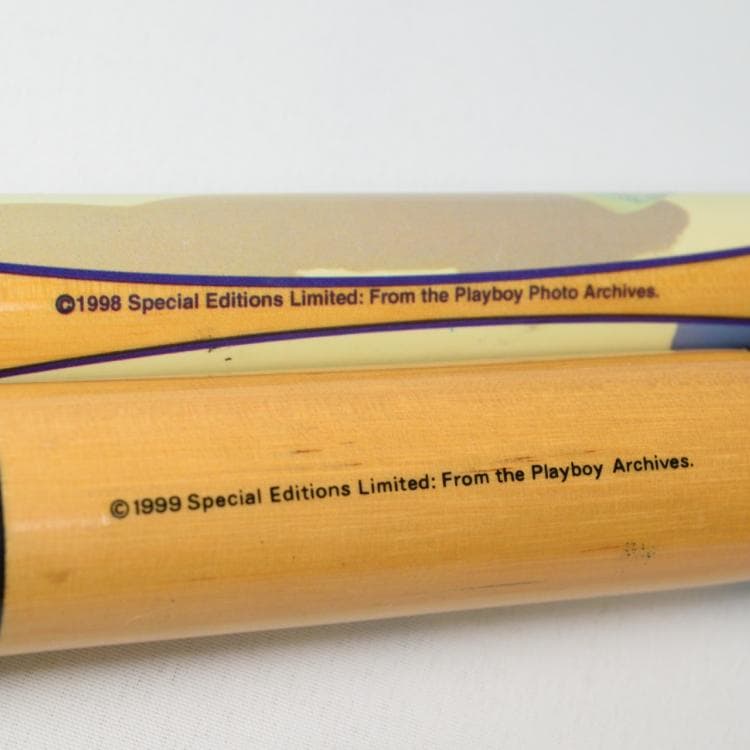 ©1998 Special Editions Limited: From the Playboy Photo Archives.
©1999 Special Editions Limited: From the Playboy Archives.